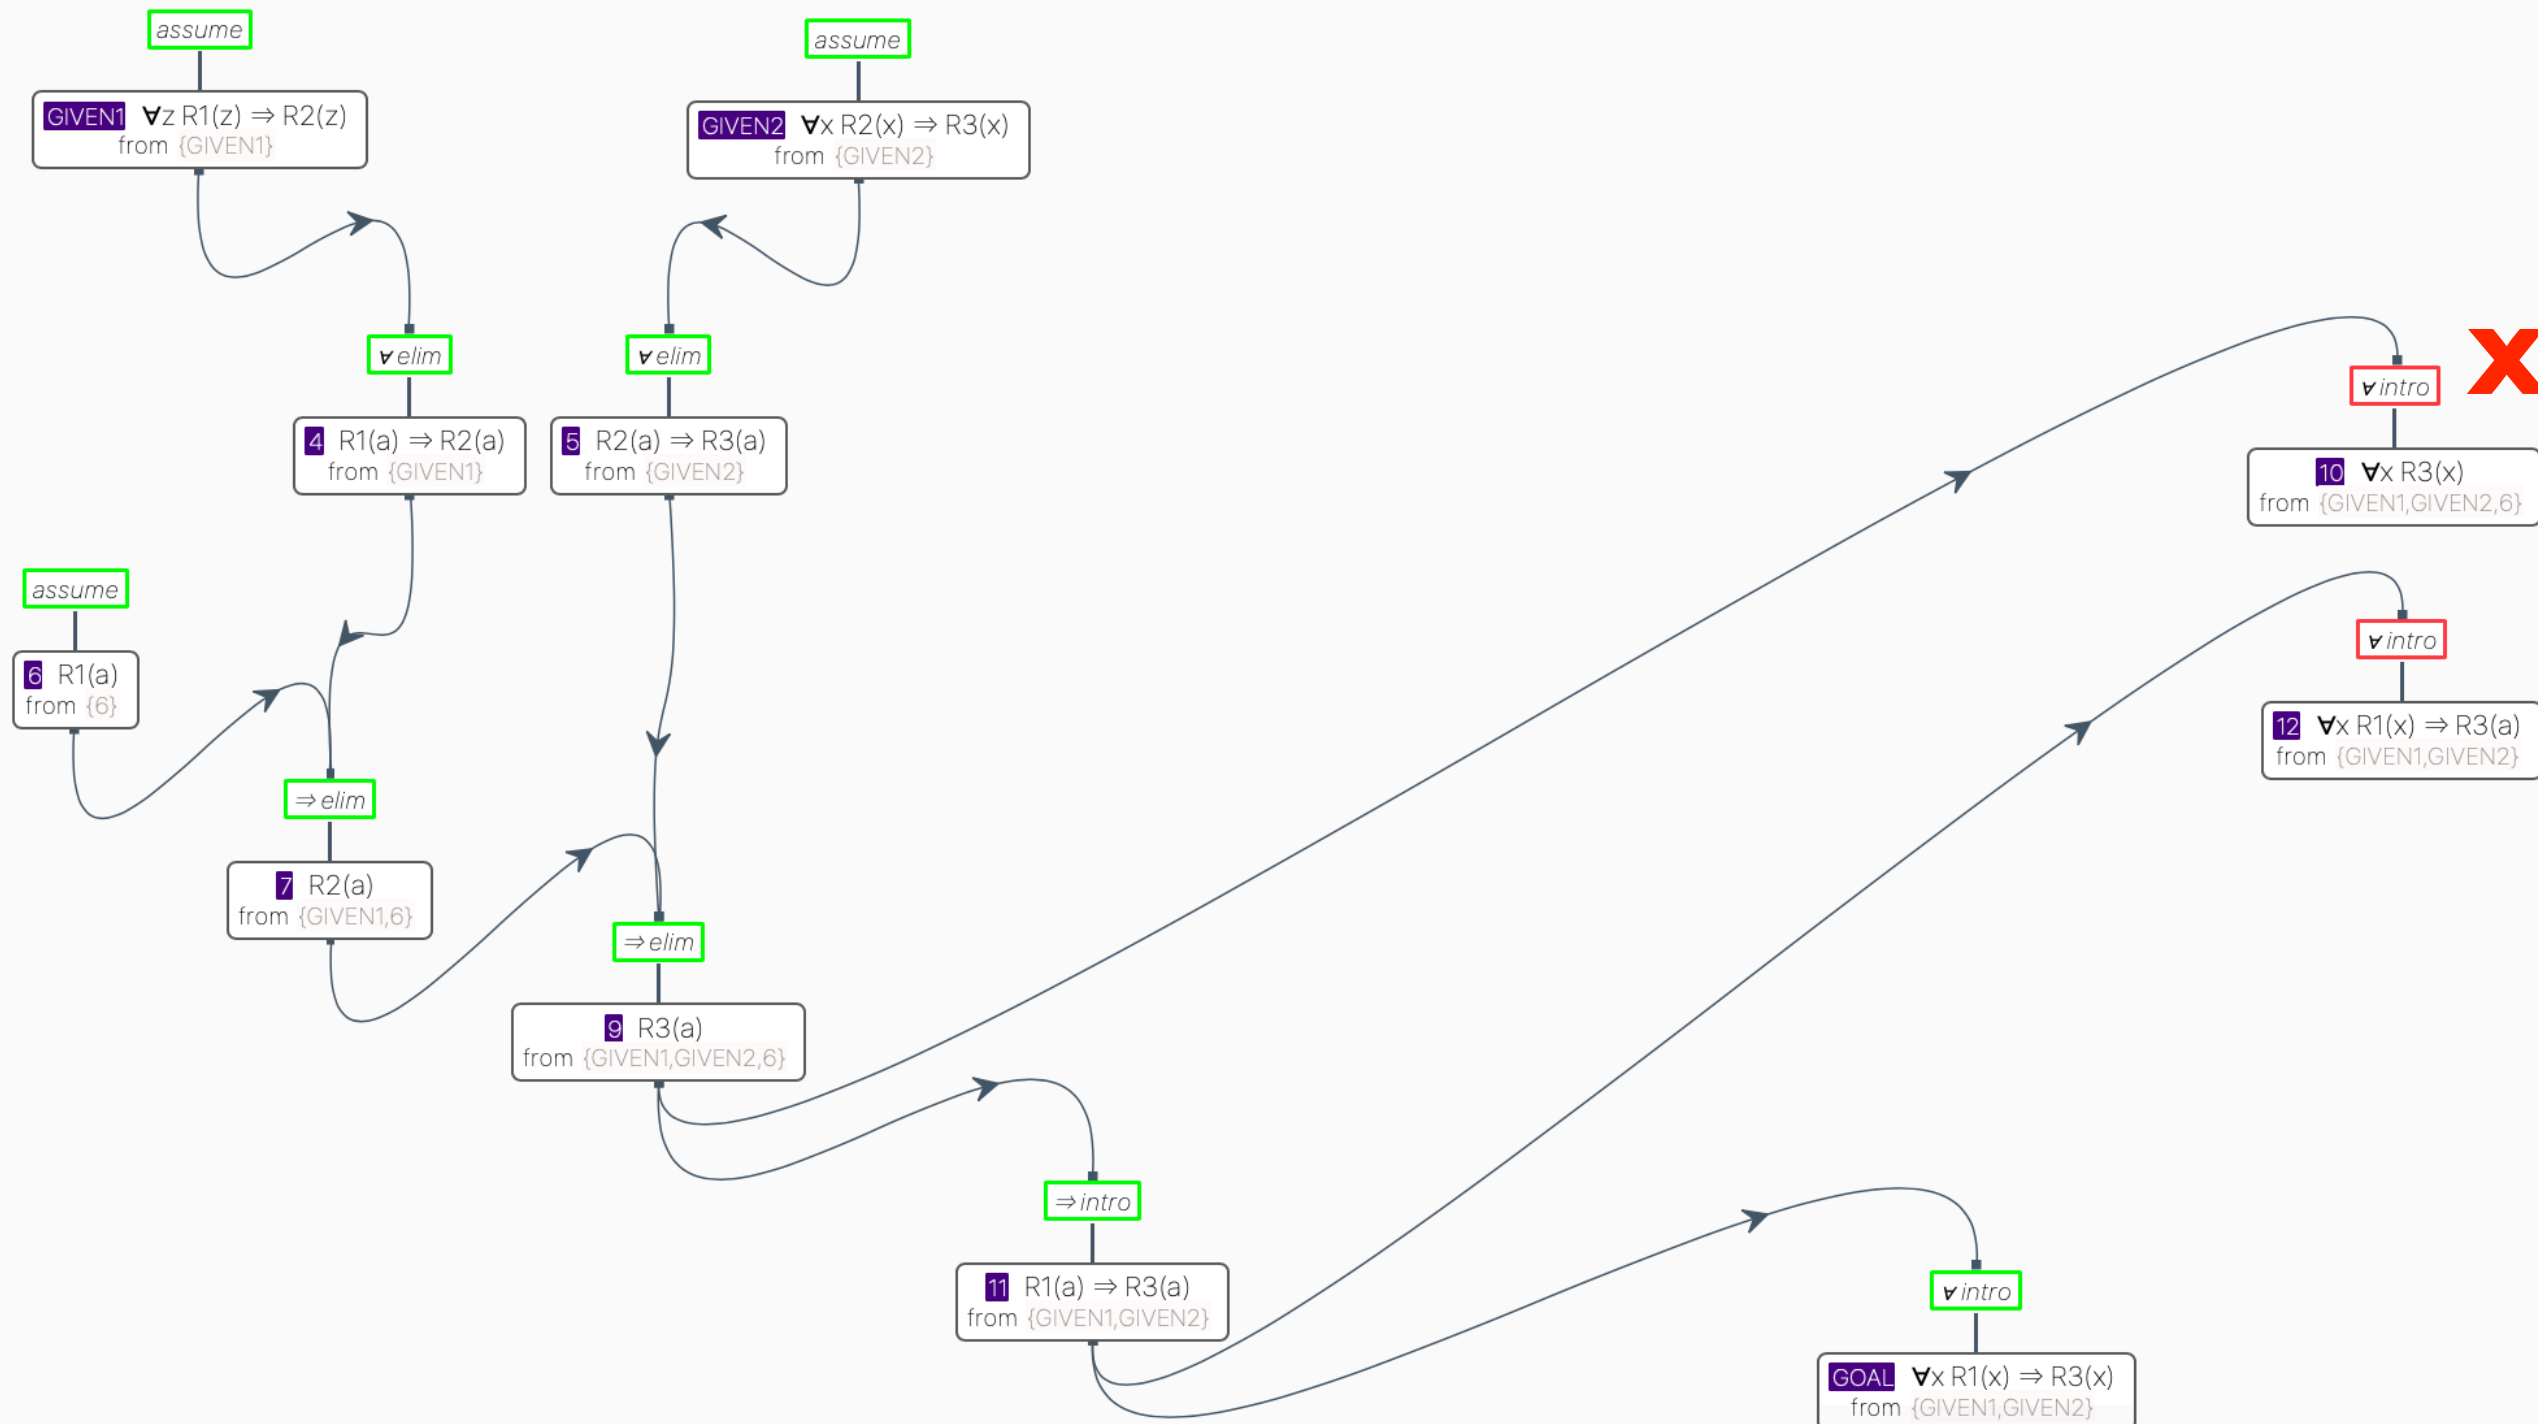 assume
GIVEN1 ∀z R1(z) ⇒ R2(z)
from {GIVEN1}
assume
GIVEN2 ∀x R2(x) ⇒ R3(x)
from {GIVEN2}
∀ elim
4 R1(a) ⇒ R2(a)
from {GIVEN1}
∀ elim
5 R2(a) ⇒ R3(a)
from {GIVEN2}
∀ intro
X
10 ∀x R3(x)
from {GIVEN1,GIVEN2,6}
assume
6 R1(a)
from {6}
∀ intro
12 ∀x R1(x) ⇒ R3(a)
from {GIVEN1,GIVEN2}
⇒ elim
7 R2(a)
from {GIVEN1,6}
⇒ elim
9 R3(a)
from {GIVEN1,GIVEN2,6}
⇒ intro
11 R1(a) ⇒ R3(a)
from {GIVEN1,GIVEN2}
∀ intro
GOAL ∀x R1(x) ⇒ R3(x)
from {GIVEN1,GIVEN2}